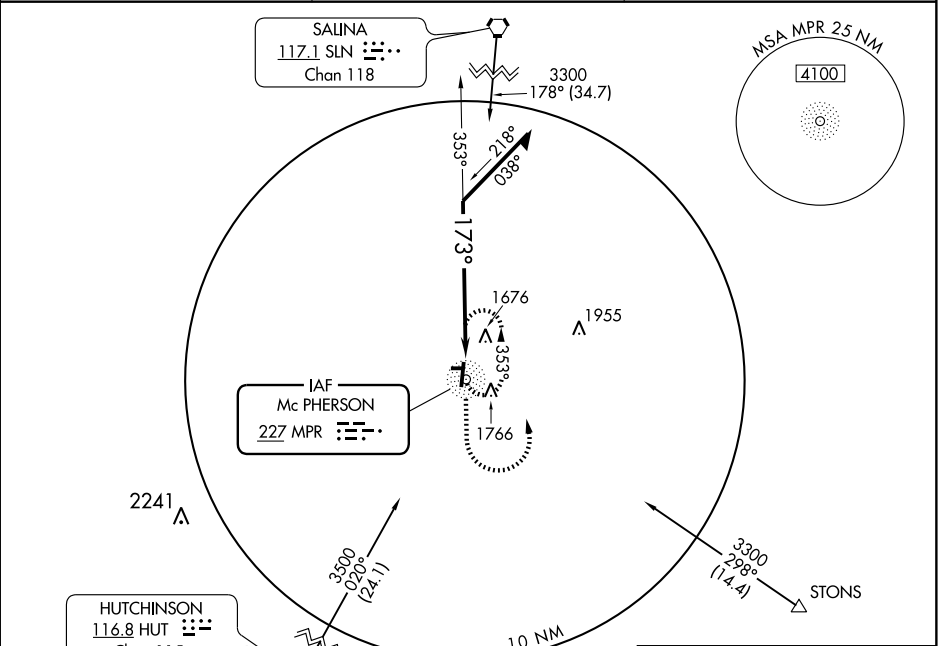 SALINA
117.1 SLN
Chan 118
3300
178° (34.7)
MSA MPR 25 NM
4100
353°
218°
038°
173°
1676
1955
353°
IAF
Mc PHERSON
227 MPR
1766
2241
3500
020°
(24.1)
3300
298°
(14.4)
STONS
HUTCHINSON
116.8 HUT
10 NM